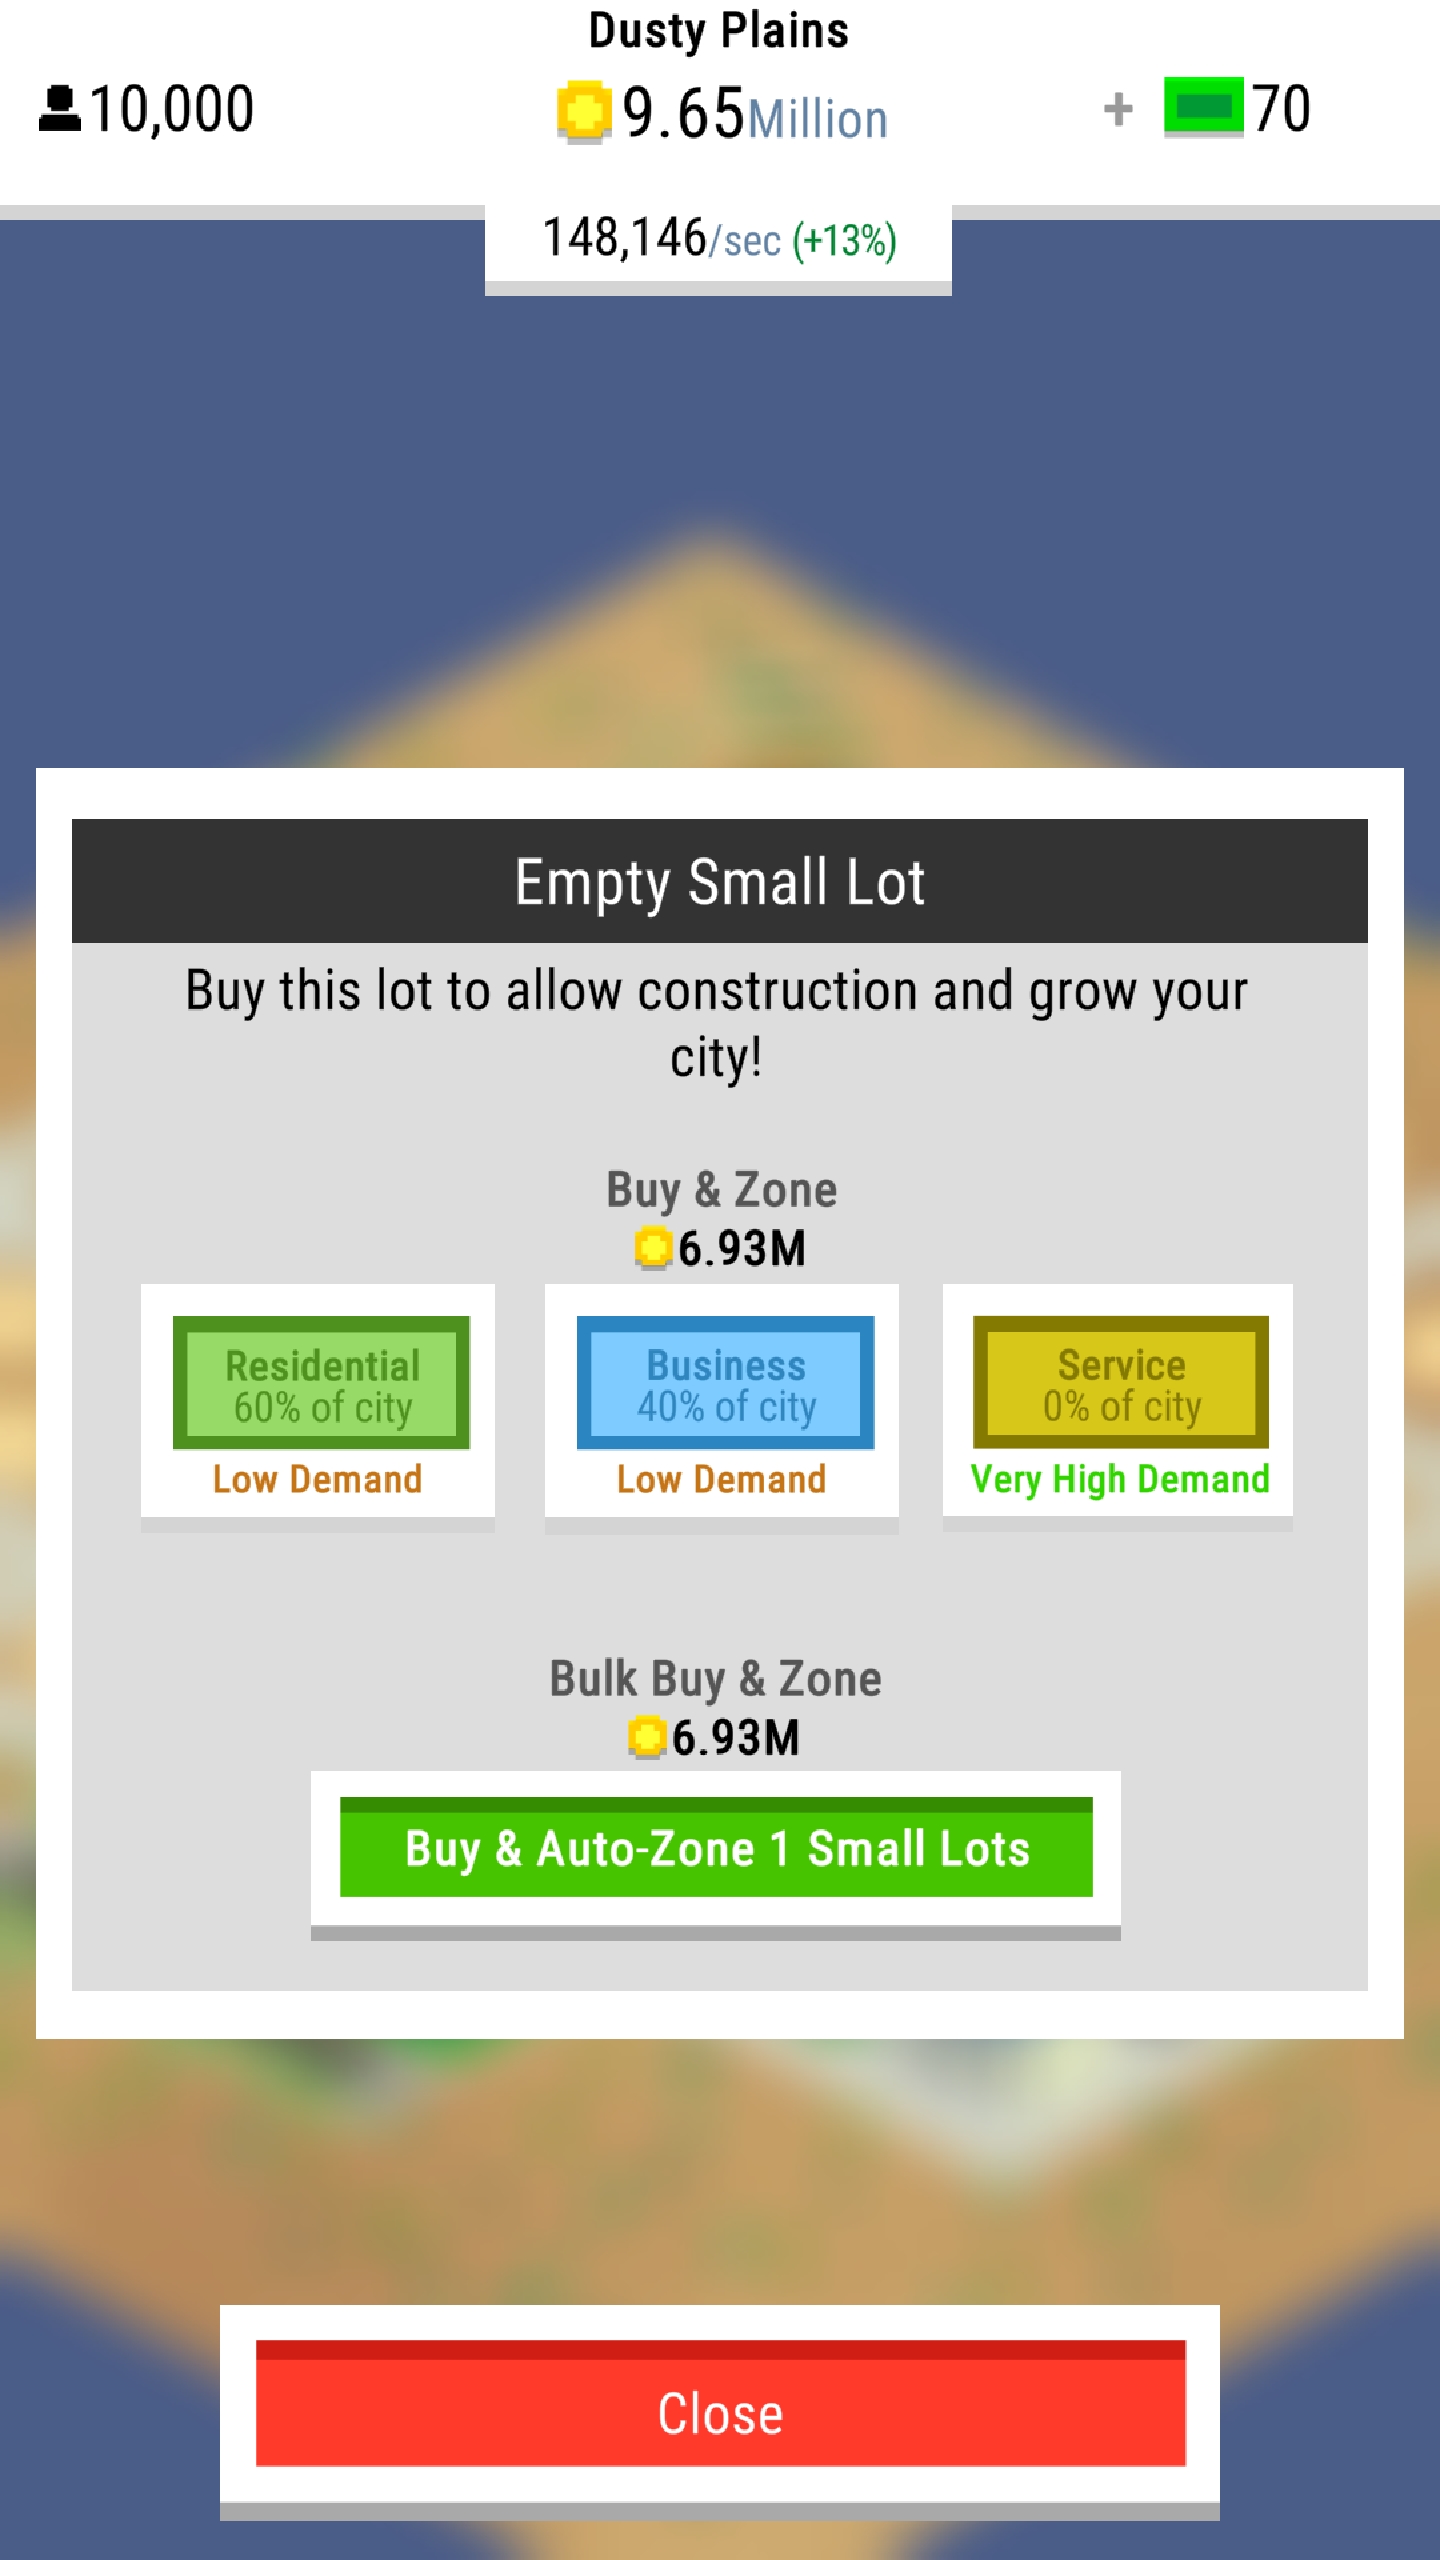 Dusty Plains
10,000
9.65Million
+ 70
148,146/sec (+13%)
Empty Small Lot
Buy this lot to allow construction and grow your
city!
Buy & Zone
6.93M
Residential
60% of city
Low Demand
Business
40% of city
Low Demand
Service
0% of city
Very High Demand
Bulk Buy & Zone
6.93M
Buy & Auto-Zone 1 Small Lots
Close